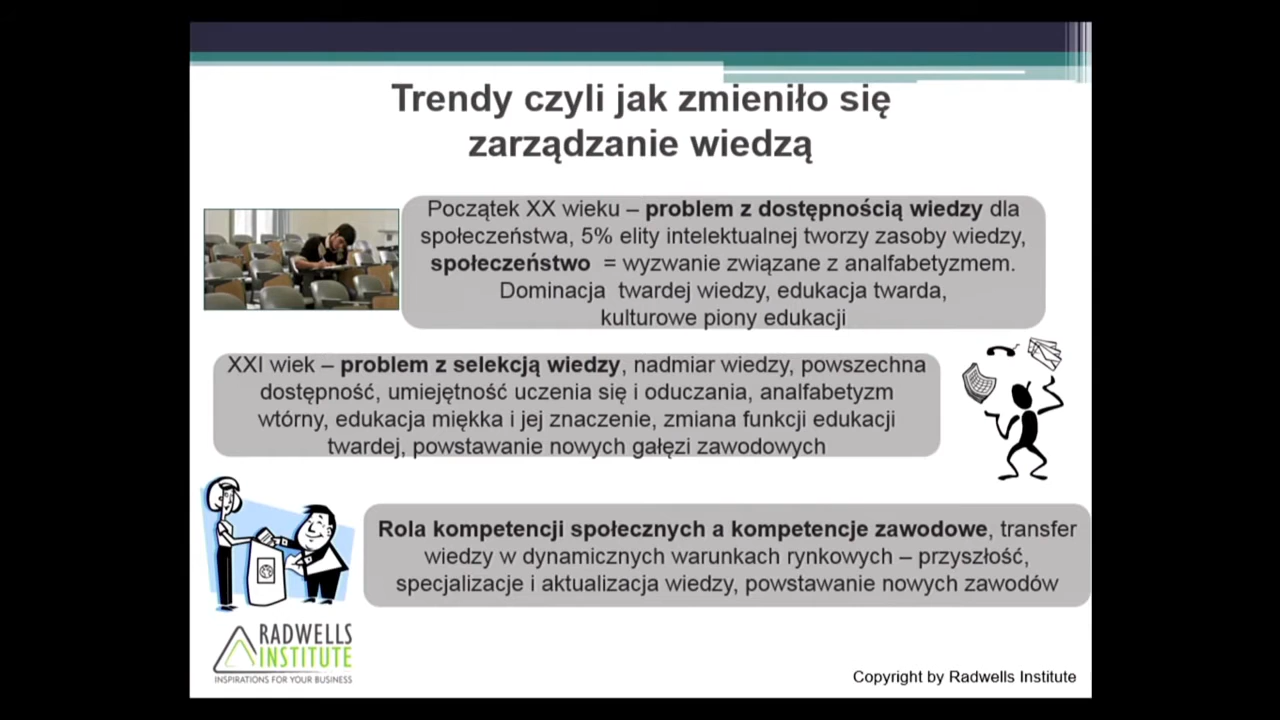 Trendy czyli jak zmieniło się
zarządzanie wiedzą
Początek XX wieku – problem z dostępnością wiedzy dla
społeczeństwa, 5% elity intelektualnej tworzy zasoby wiedzy,
społeczeństwo = wyzwanie związane z analfabetyzmem.
Dominacja twardej wiedzy, edukacja twarda,
kulturowe piony edukacji
XXI wiek – problem z selekcją wiedzy, nadmiar wiedzy, powszechna
dostępność, umiejętność uczenia się i oduczania, analfabetyzm
wtórny, edukacja miękka i jej znaczenie, zmiana funkcji edukacji
twardej, powstawanie nowych gałęzi zawodowych
Rola kompetencji społecznych a kompetencje zawodowe, transfer
wiedzy w dynamicznych warunkach rynkowych – przyszłość,
specjalizacje i aktualizacja wiedzy, powstawanie nowych zawodów
RADWELLS
INSTITUTE
INSPIRATIONS FOR YOUR BUSINESS
Copyright by Radwells Institute